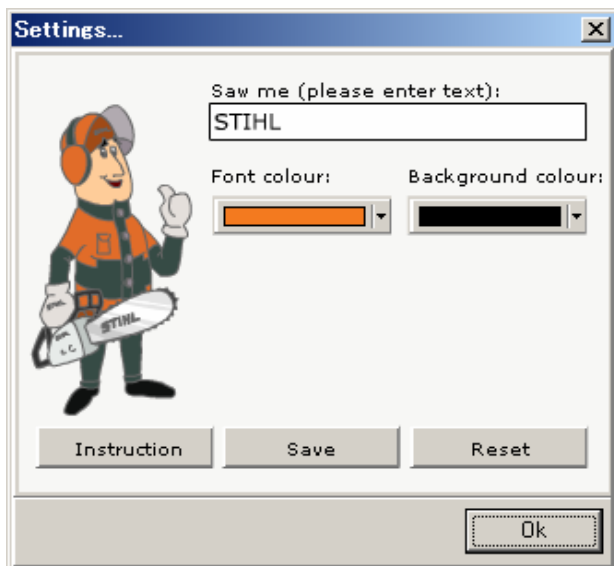 Settings...
Saw me (please enter text):
STIHL
Font colour:
Background colour:
STIHL
Instruction
Save
Reset
Ok